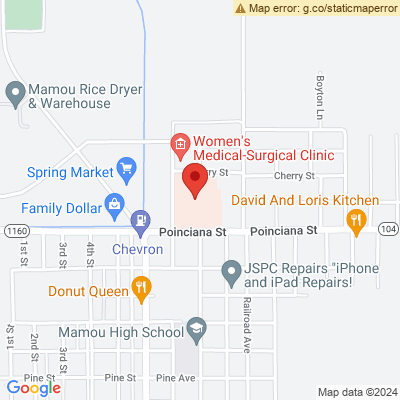 Map error: g.co/staticmaperror
Boyton Ln
Mamou Rice Dryer
& Warehouse
Women's
Medical-Surgical Clinic
Cherry St
Spring Market
Family Dollar
David And Loris Kitchen
1160
Chevron
Poinciana St
Poinciana St
104
1st St
3rd St
4th St
JSPC Repairs "iPhone
and iPad Repairs!
Donut Queen
Mamou High School
Railroad Ave
1st St
2nd St
3rd St
Pine St
Pine St
Pine Ave
Google
Map data ©2024